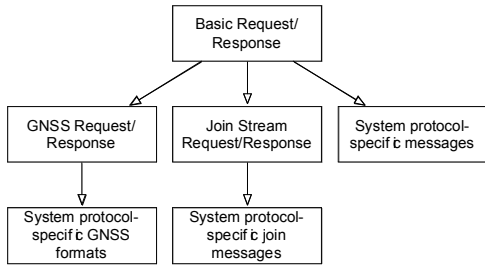 Basic Request/
Response
GNSS Request/
Response
Join Stream
Request/Response
System protocol-
specific messages
System protocol-
specific GNSS
formats
System protocol-
specific join
messages